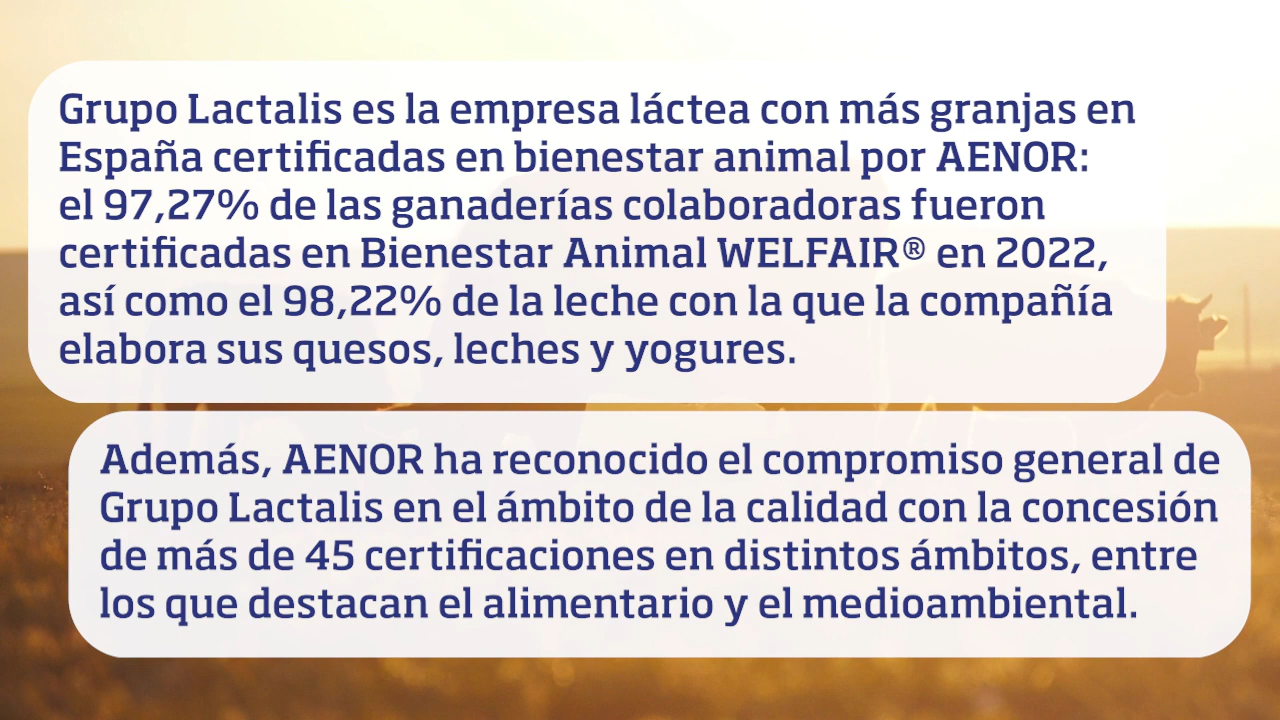 Grupo Lactalis es la empresa láctea con más granjas en
España certificadas en bienestar animal por AENOR:
el 97,27% de las ganaderías colaboradoras fueron
certificadas en Bienestar Animal WELFAIR® en 2022,
así como el 98,22% de la leche con la que la compañía
elabora sus quesos, leches y yogures.
Además, AENOR ha reconocido el compromiso general de
Grupo Lactalis en el ámbito de la calidad con la concesión
de más de 45 certificaciones en distintos ámbitos, entre
los que destacan el alimentario y el medioambiental.